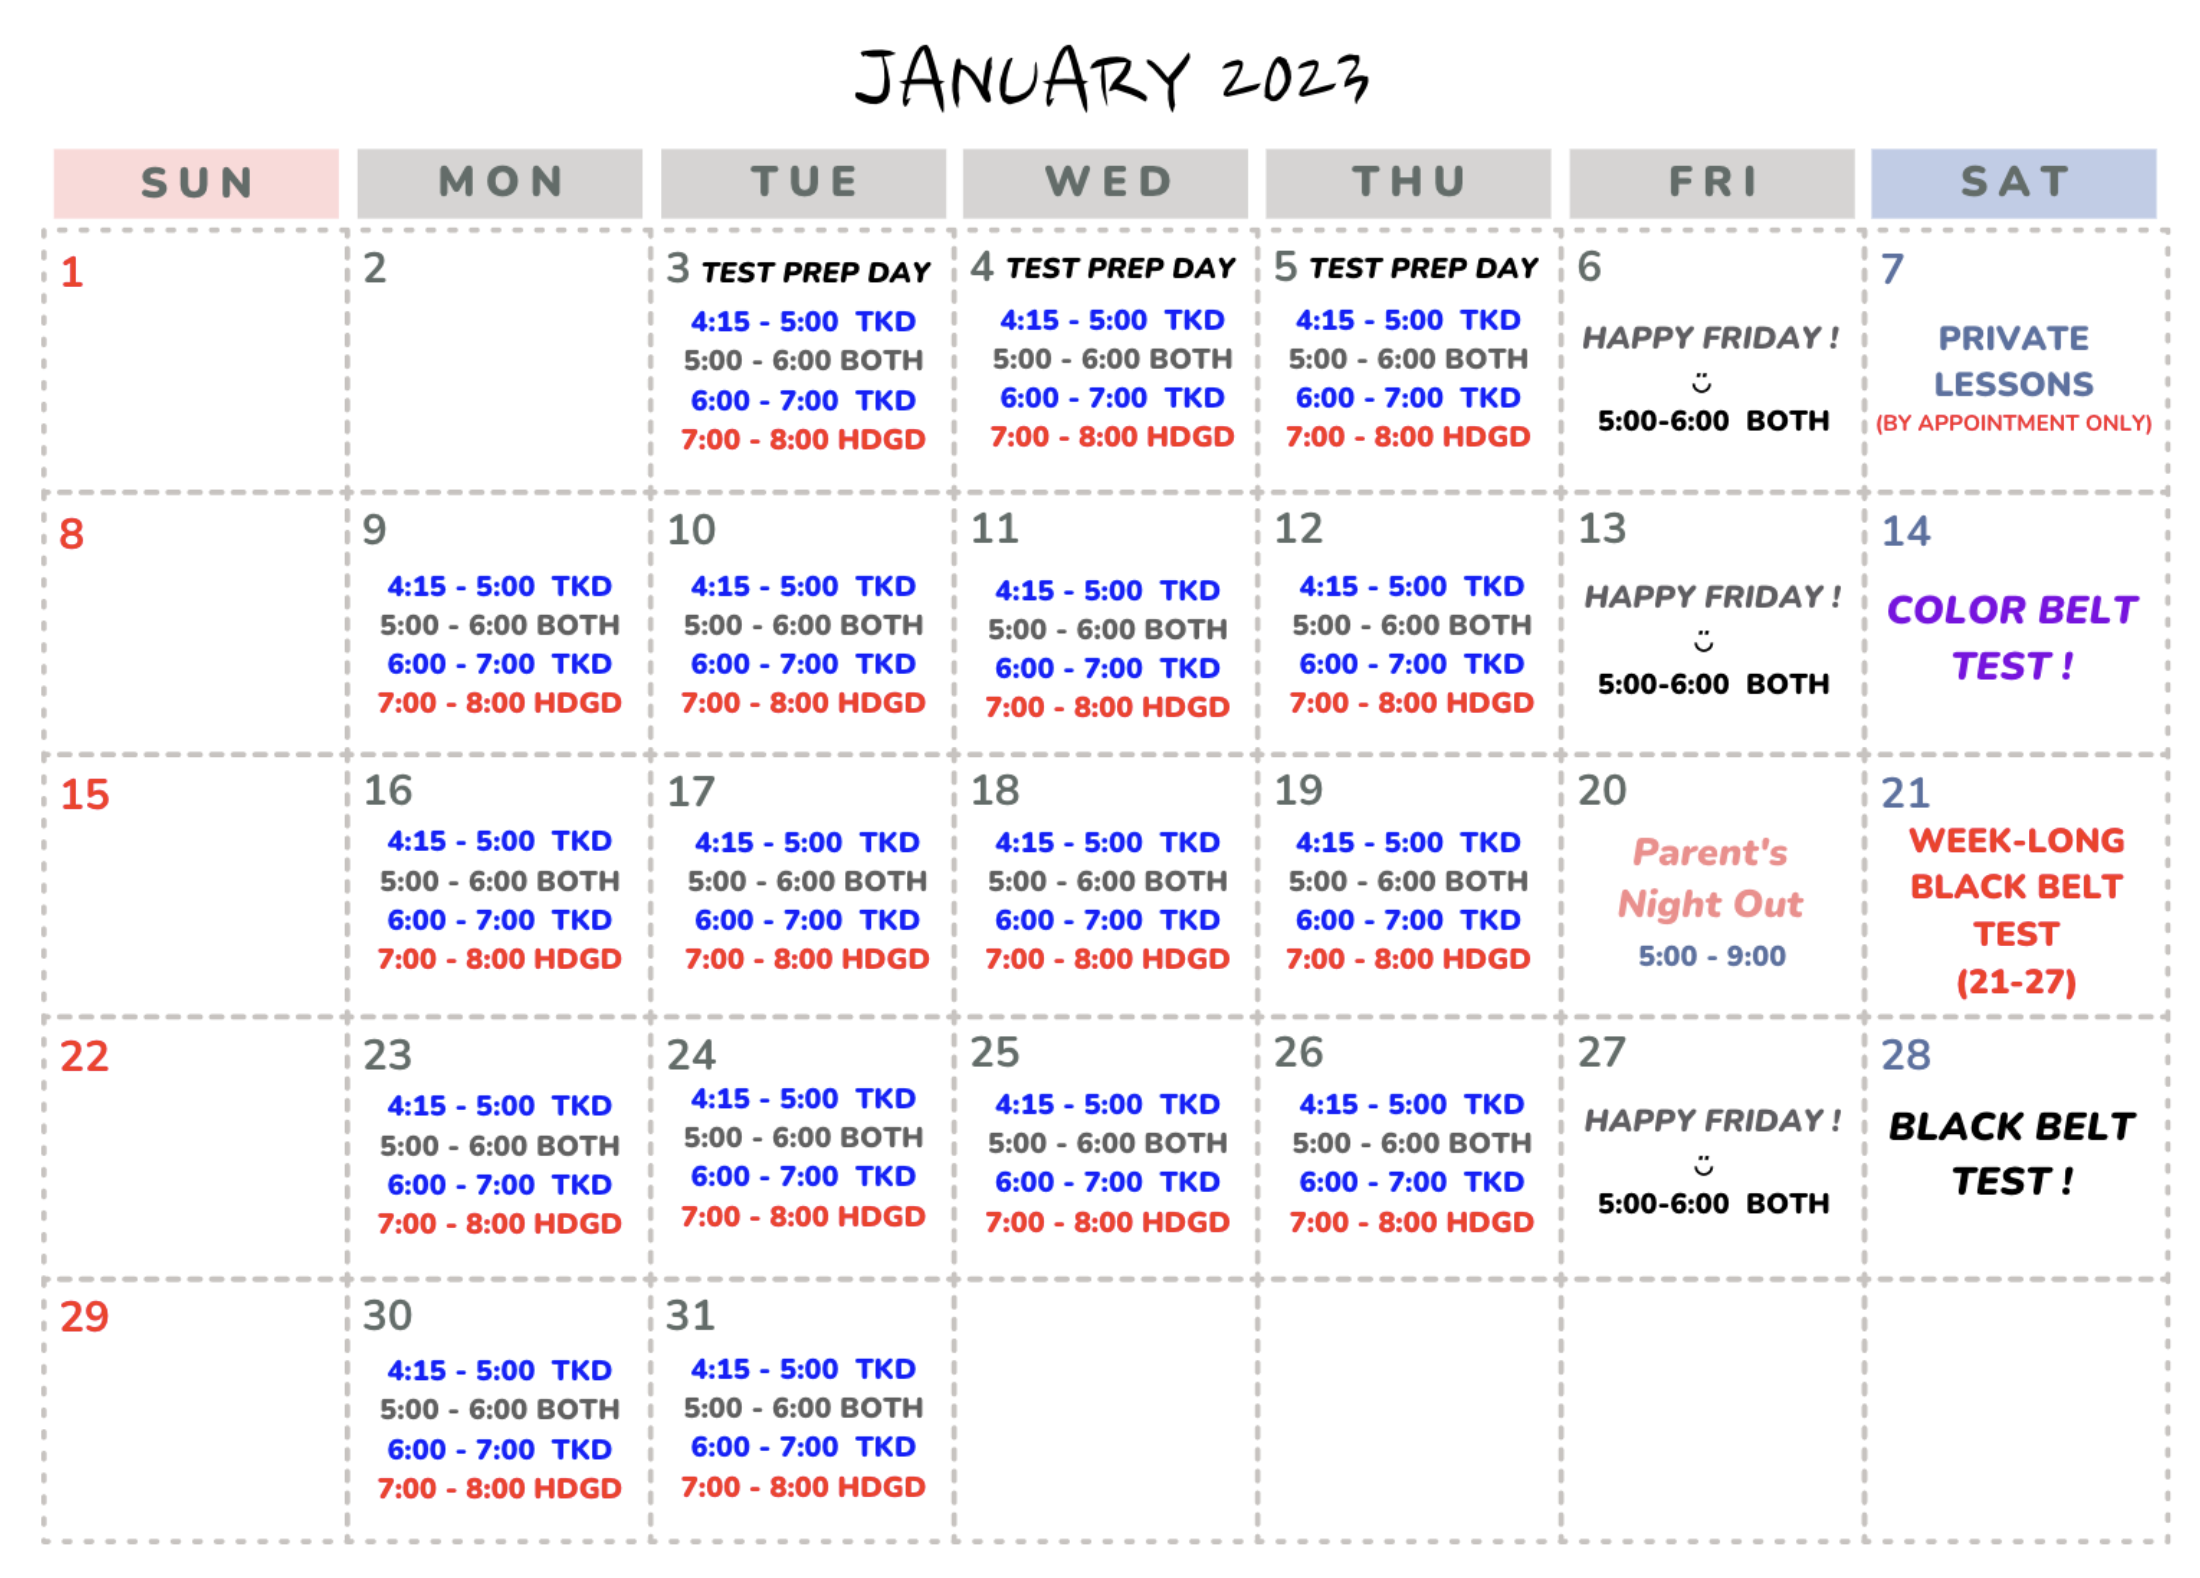 JANUARY 2023
SUN MON TUE WED THU FRI SAT
1
2
3 TEST PREP DAY
4:15 - 5:00 TKD
5:00 - 6:00 BOTH
6:00 - 7:00 TKD
7:00 - 8:00 HDGD
4 TEST PREP DAY
4:15 - 5:00 TKD
5:00 - 6:00 BOTH
6:00 - 7:00 TKD
7:00 - 8:00 HDGD
5 TEST PREP DAY
4:15 - 5:00 TKD
5:00 - 6:00 BOTH
6:00 - 7:00 TKD
7:00 - 8:00 HDGD
6
HAPPY FRIDAY !
5:00-6:00 BOTH
7
PRIVATE
LESSONS
(BY APPOINTMENT ONLY)
8
9
4:15 - 5:00 TKD
5:00 - 6:00 BOTH
6:00 - 7:00 TKD
7:00 - 8:00 HDGD
10
4:15 - 5:00 TKD
5:00 - 6:00 BOTH
6:00 - 7:00 TKD
7:00 - 8:00 HDGD
11
4:15 - 5:00 TKD
5:00 - 6:00 BOTH
6:00 - 7:00 TKD
7:00 - 8:00 HDGD
12
4:15 - 5:00 TKD
5:00 - 6:00 BOTH
6:00 - 7:00 TKD
7:00 - 8:00 HDGD
13
HAPPY FRIDAY !
5:00-6:00 BOTH
14
COLOR BELT
TEST !
15
16
4:15 - 5:00 TKD
5:00 - 6:00 BOTH
6:00 - 7:00 TKD
7:00 - 8:00 HDGD
17
4:15 - 5:00 TKD
5:00 - 6:00 BOTH
6:00 - 7:00 TKD
7:00 - 8:00 HDGD
18
4:15 - 5:00 TKD
5:00 - 6:00 BOTH
6:00 - 7:00 TKD
7:00 - 8:00 HDGD
19
4:15 - 5:00 TKD
5:00 - 6:00 BOTH
6:00 - 7:00 TKD
7:00 - 8:00 HDGD
20
Parent's
Night Out
5:00 - 9:00
21
WEEK-LONG
BLACK BELT
TEST
(21-27)
22
23
4:15 - 5:00 TKD
5:00 - 6:00 BOTH
6:00 - 7:00 TKD
7:00 - 8:00 HDGD
24
4:15 - 5:00 TKD
5:00 - 6:00 BOTH
6:00 - 7:00 TKD
7:00 - 8:00 HDGD
25
4:15 - 5:00 TKD
5:00 - 6:00 BOTH
6:00 - 7:00 TKD
7:00 - 8:00 HDGD
26
4:15 - 5:00 TKD
5:00 - 6:00 BOTH
6:00 - 7:00 TKD
7:00 - 8:00 HDGD
27
HAPPY FRIDAY !
5:00-6:00 BOTH
28
BLACK BELT
TEST !
29
30
4:15 - 5:00 TKD
5:00 - 6:00 BOTH
6:00 - 7:00 TKD
7:00 - 8:00 HDGD
31
4:15 - 5:00 TKD
5:00 - 6:00 BOTH
6:00 - 7:00 TKD
7:00 - 8:00 HDGD